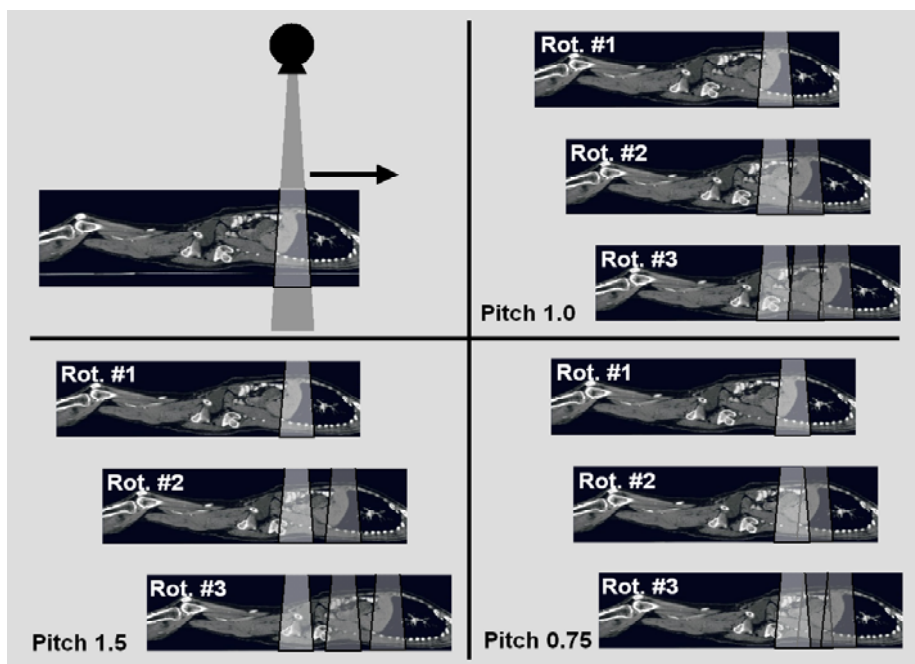 Rot. #1
Rot. #2
Rot. #3
Pitch 1.0
Rot. #1
Rot. #2
Rot. #3
Pitch 1.5
Rot. #1
Rot. #2
Rot. #3
Pitch 0.75